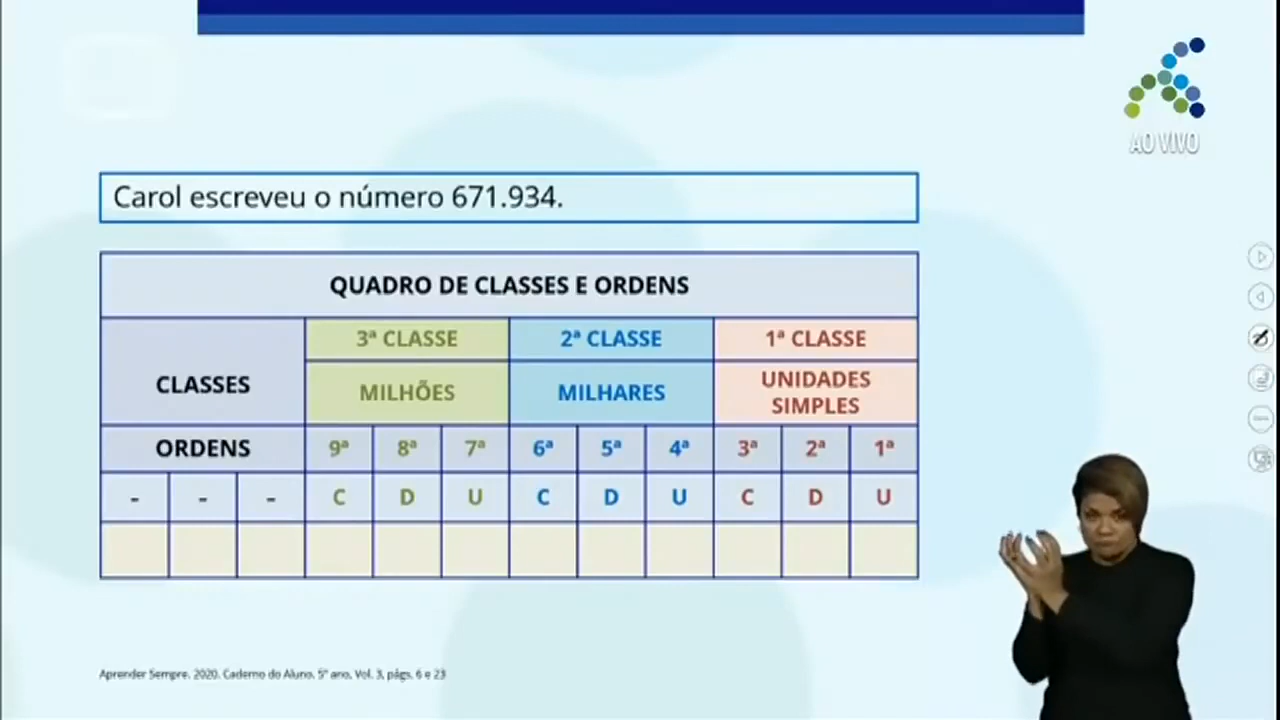 AO VIVO
Carol escreveu o número 671.934.
QUADRO DE CLASSES E ORDENS
CLASSES
3ª CLASSE 2ª CLASSE 1ª CLASSE
MILHÕES MILHARES UNIDADES
SIMPLES
ORDENS 9ª 8ª 7ª 6ª 5ª 4ª 3ª 2ª 1ª
- - - C D U C D U C D U
Aprender Sempre. 2020. Caderno do Aluno. 5º ano. Vol. 3, págs. 6 e 23